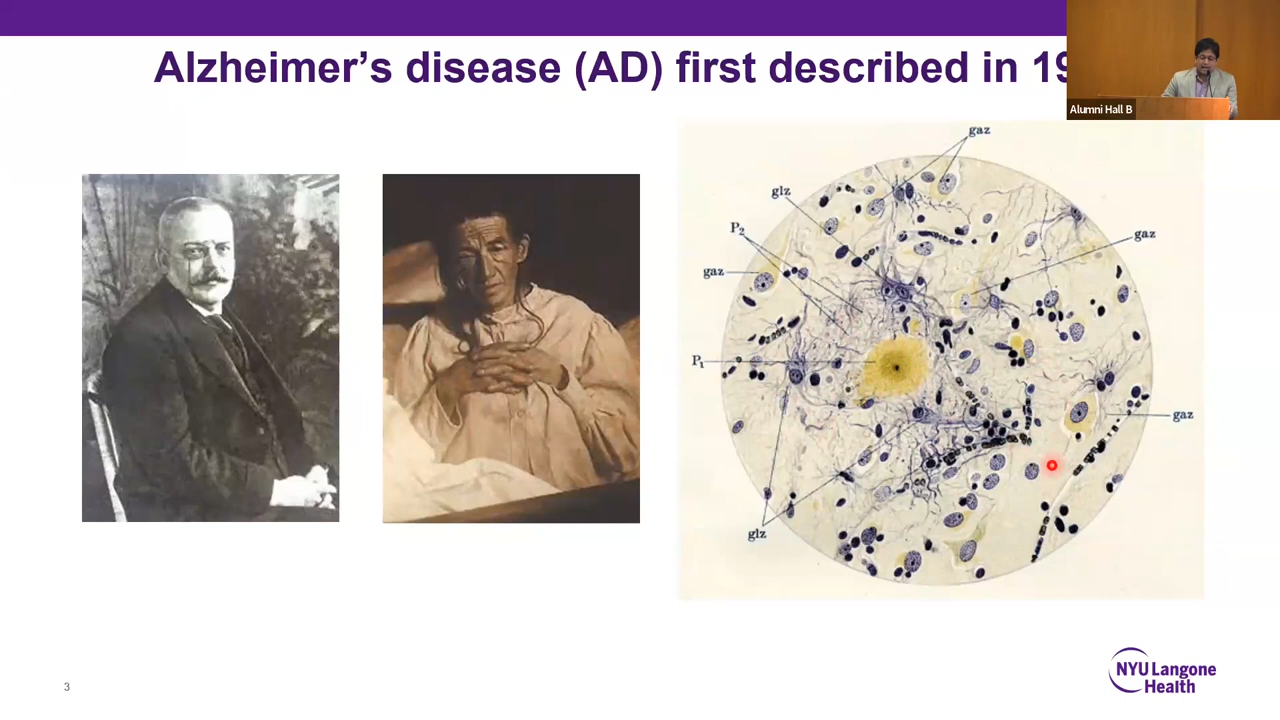 Alzheimer's disease (AD) first described in 19
Alumni Hall B
gaz
glz
P₂
gaz
gaz
P₁
gaz
glz
3
NYU Langone
Health